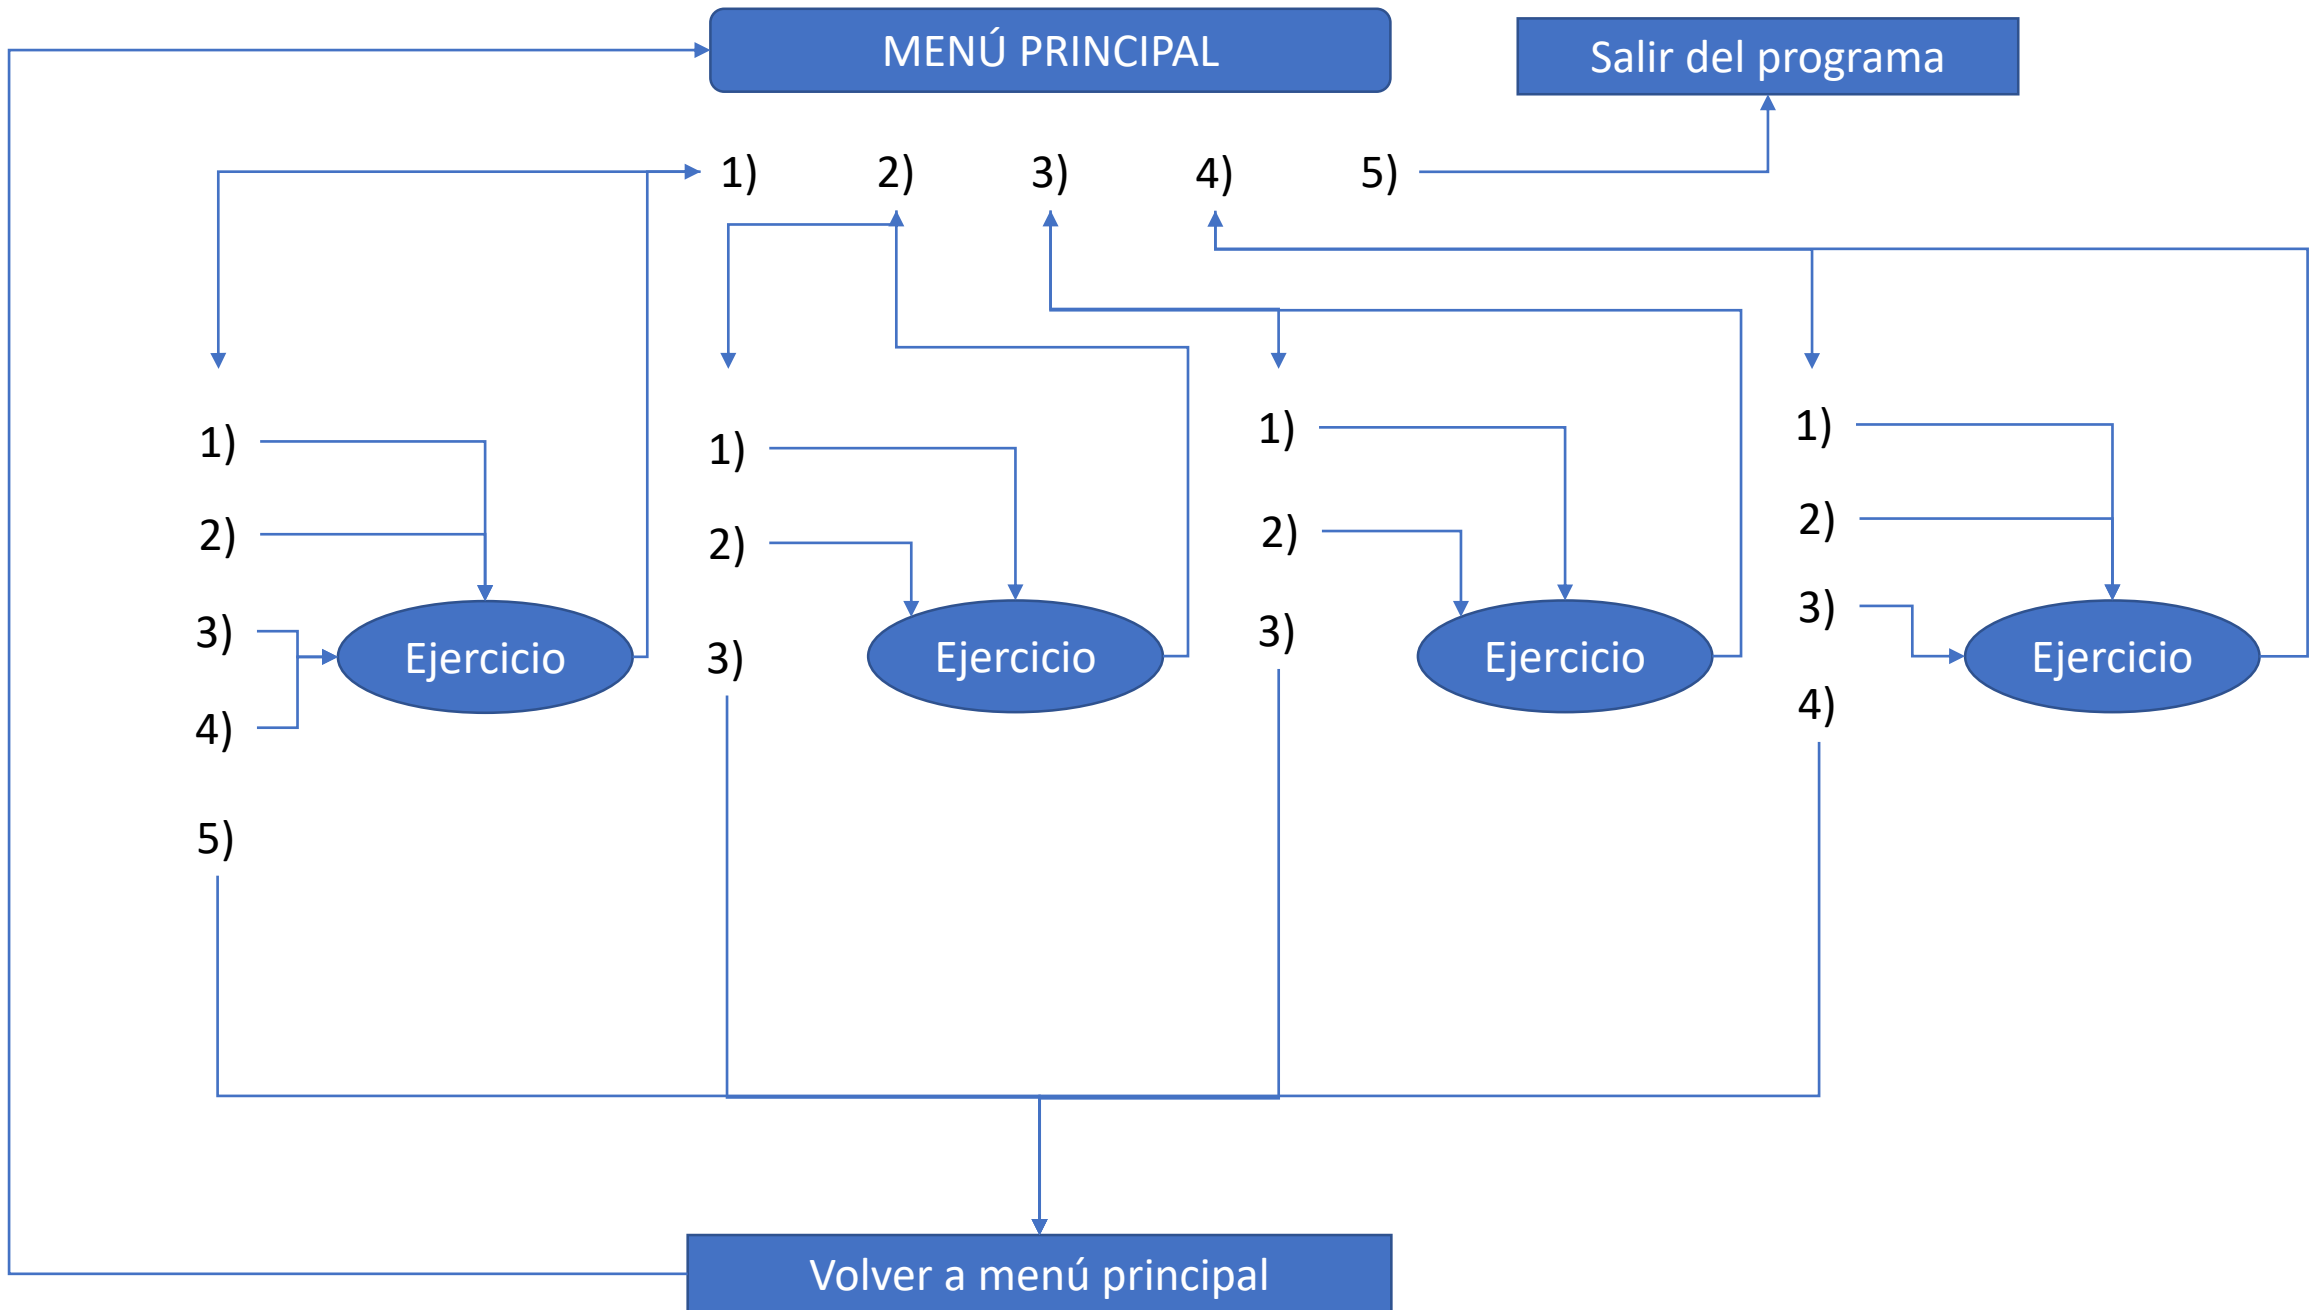 MENÚ PRINCIPAL
Salir del programa
1) 2) 3) 4) 5)
1)
2)
3)
4)
5)
Ejercicio
1)
2)
3)
Ejercicio
1)
2)
3)
Ejercicio
1)
2)
3)
4)
Ejercicio
Volver a menú principal